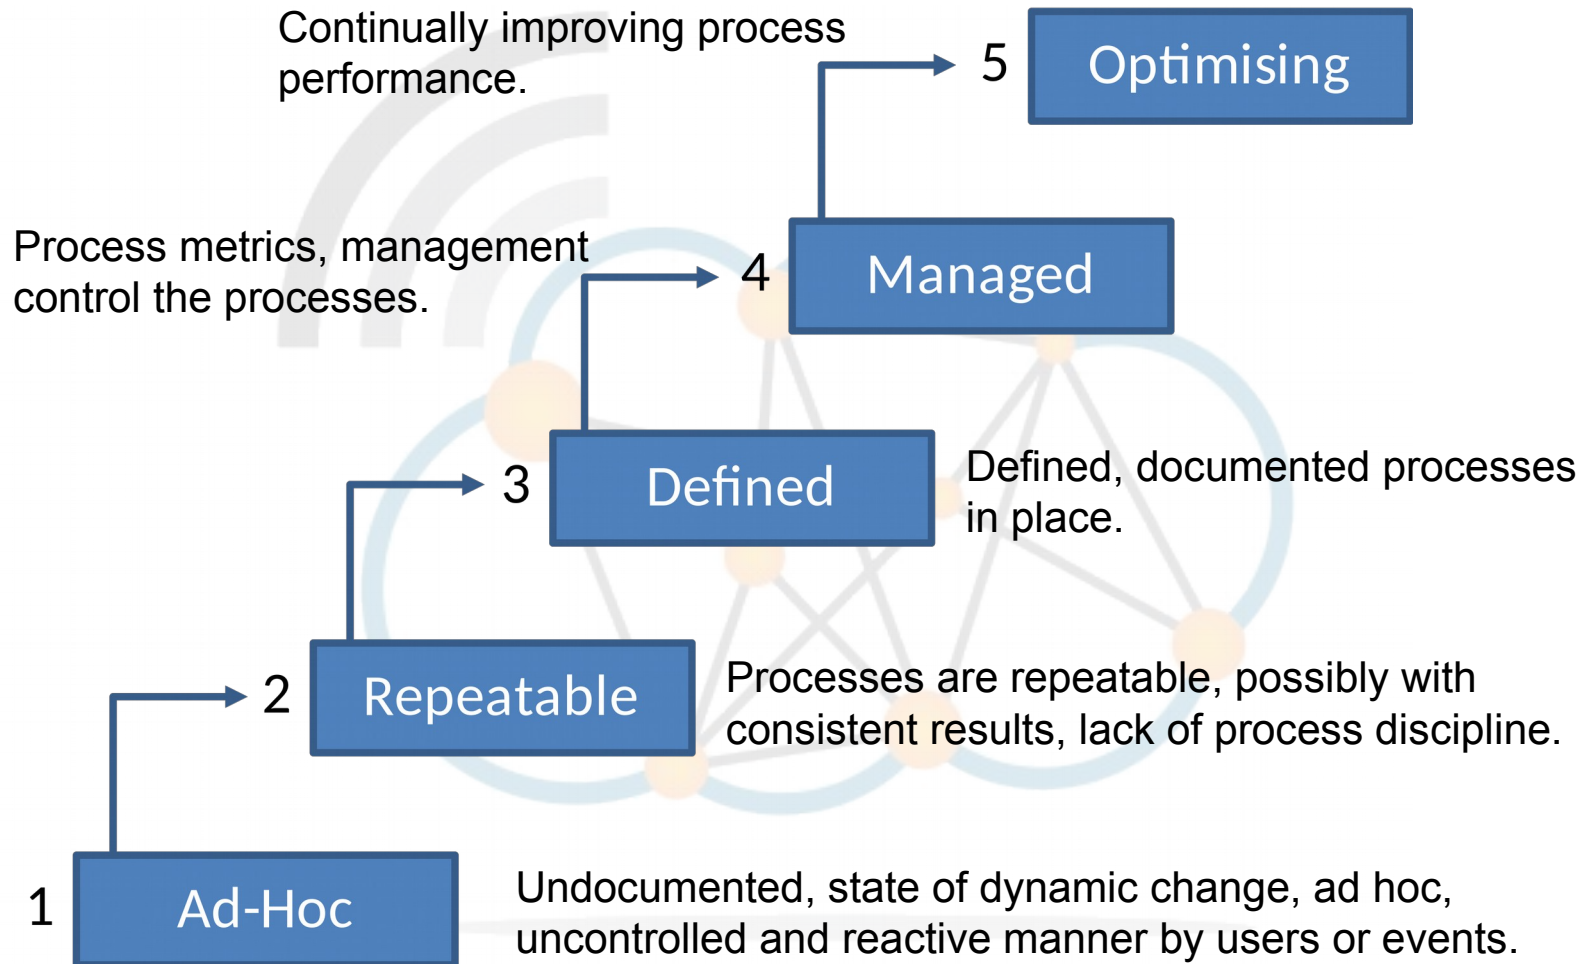 Continually improving process
performance.
5
Optimising
Process metrics, management
control the processes.
4
Managed
3
Defined
Defined, documented processes
in place.
2
Repeatable
Processes are repeatable, possibly with
consistent results, lack of process discipline.
1
Ad-Hoc
Undocumented, state of dynamic change, ad hoc,
uncontrolled and reactive manner by users or events.